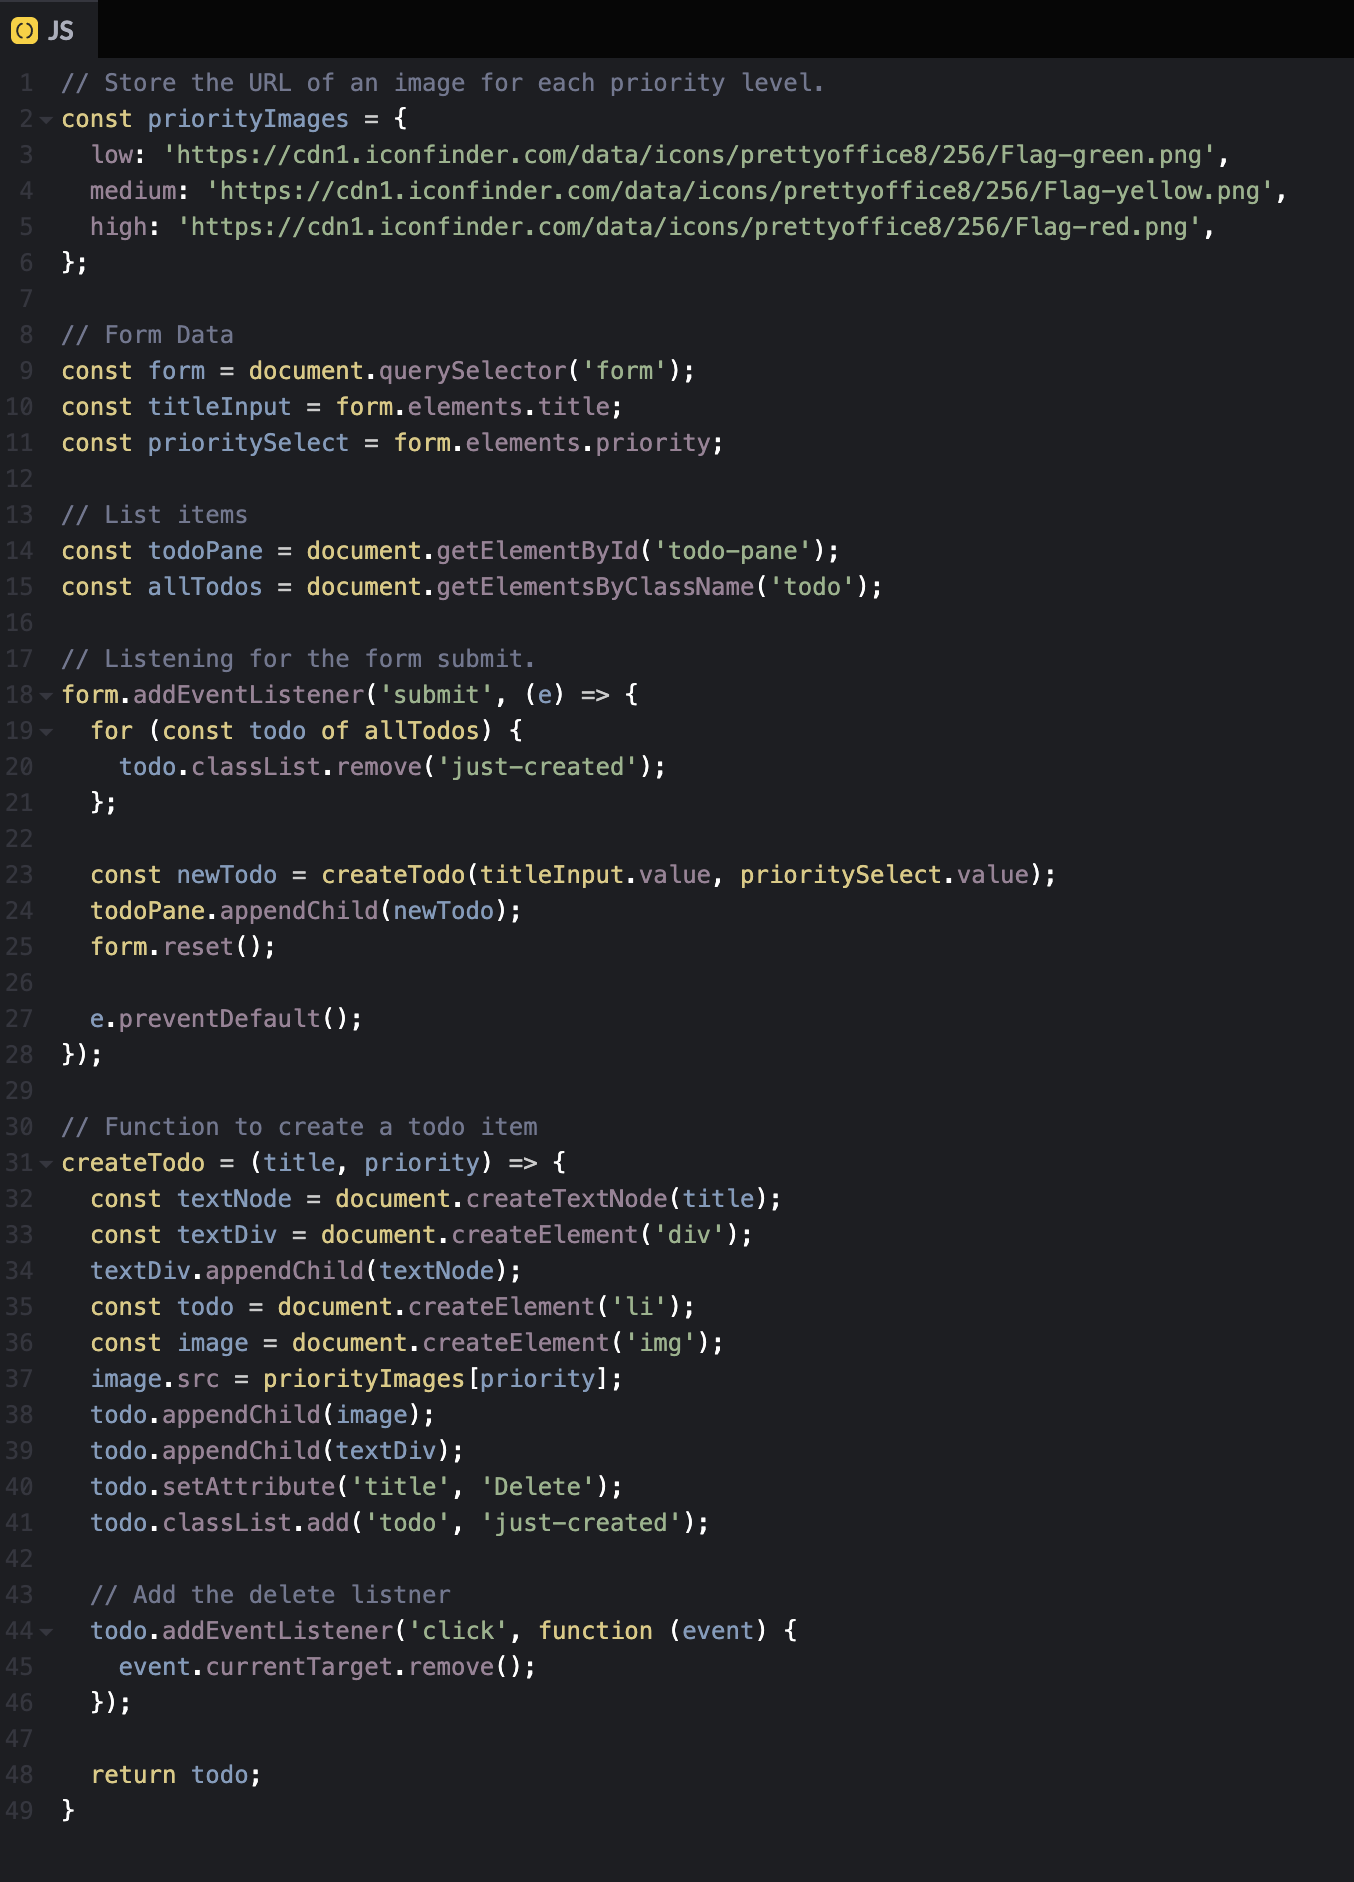 JS
1 // Store the URL of an image for each priority level.
2 const priorityImages = {
3   low: 'https://cdn1.iconfinder.com/data/icons/prettyoffice8/256/Flag-green.png',
4   medium: 'https://cdn1.iconfinder.com/data/icons/prettyoffice8/256/Flag-yellow.png',
5   high: 'https://cdn1.iconfinder.com/data/icons/prettyoffice8/256/Flag-red.png',
6 };
7
8 // Form Data
9 const form = document.querySelector('form');
10 const titleInput = form.elements.title;
11 const prioritySelect = form.elements.priority;
12
13 // List items
14 const todoPane = document.getElementById('todo-pane');
15 const allTodos = document.getElementsByClassName('todo');
16
17 // Listening for the form submit.
18 form.addEventListener('submit', (e) => {
19   for (const todo of allTodos) {
20     todo.classList.remove('just-created');
21   };
22
23   const newTodo = createTodo(titleInput.value, prioritySelect.value);
24   todoPane.appendChild(newTodo);
25   form.reset();
26
27   e.preventDefault();
28 });
29
30 // Function to create a todo item
31 createTodo = (title, priority) => {
32   const textNode = document.createTextNode(title);
33   const textDiv = document.createElement('div');
34   textDiv.appendChild(textNode);
35   const todo = document.createElement('li');
36   const image = document.createElement('img');
37   image.src = priorityImages[priority];
38   todo.appendChild(image);
39   todo.appendChild(textDiv);
40   todo.setAttribute('title', 'Delete');
41   todo.classList.add('todo', 'just-created');
42
43   // Add the delete listner
44   todo.addEventListener('click', function (event) {
45     event.currentTarget.remove();
46   });
47
48   return todo;
49 }